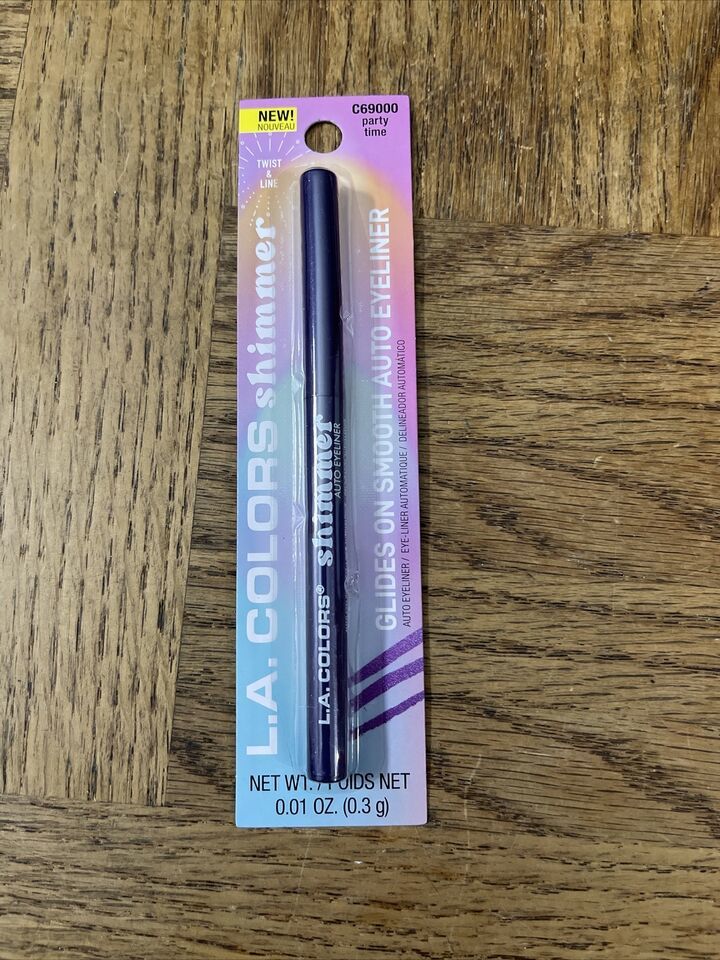 NEW!
NOUVEAU
C69000
party
time
TWIST
&
LINE
L.A. COLORS shimmer
L.A. COLORS® shimmer
AUTO EYELINER
GLIDES ON SMOOTH AUTO EYELINER
AUTO EYELINER / EYE-LINER AUTOMATIQUE / DELINEADOR AUTOMÁTICO
NET WT. / POIDS NET
0.01 OZ. (0.3 g)